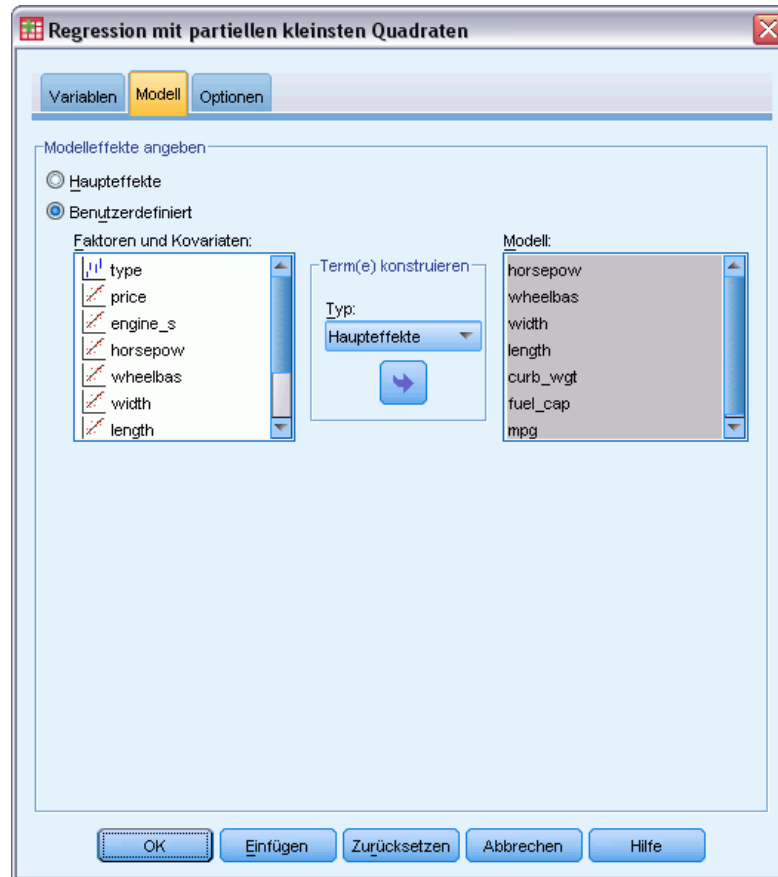 Regression mit partiellen kleinsten Quadraten
Variablen Modell Optionen
Modelleffekte angeben
Haupteffekte
Benutzerdefiniert
Faktoren und Kovariaten:
type
price
engine_s
horsepow
wheelbas
width
length
Term(e) konstruieren
Typ:
Haupteffekte
Modell:
horsepow
wheelbas
width
length
curb_wgt
fuel_cap
mpg
OK Einfügen Zurücksetzen Abbrechen Hilfe